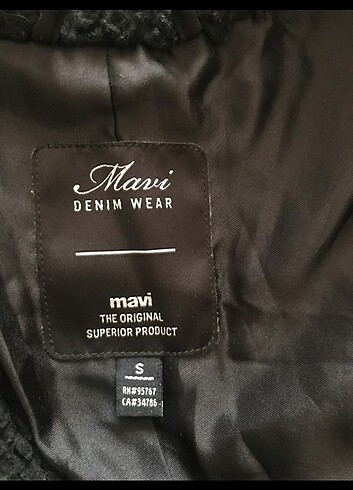 Mavi
DENIM WEAR
mavi
THE ORIGINAL
SUPERIOR PRODUCT
S
RN#95767
CA#34786